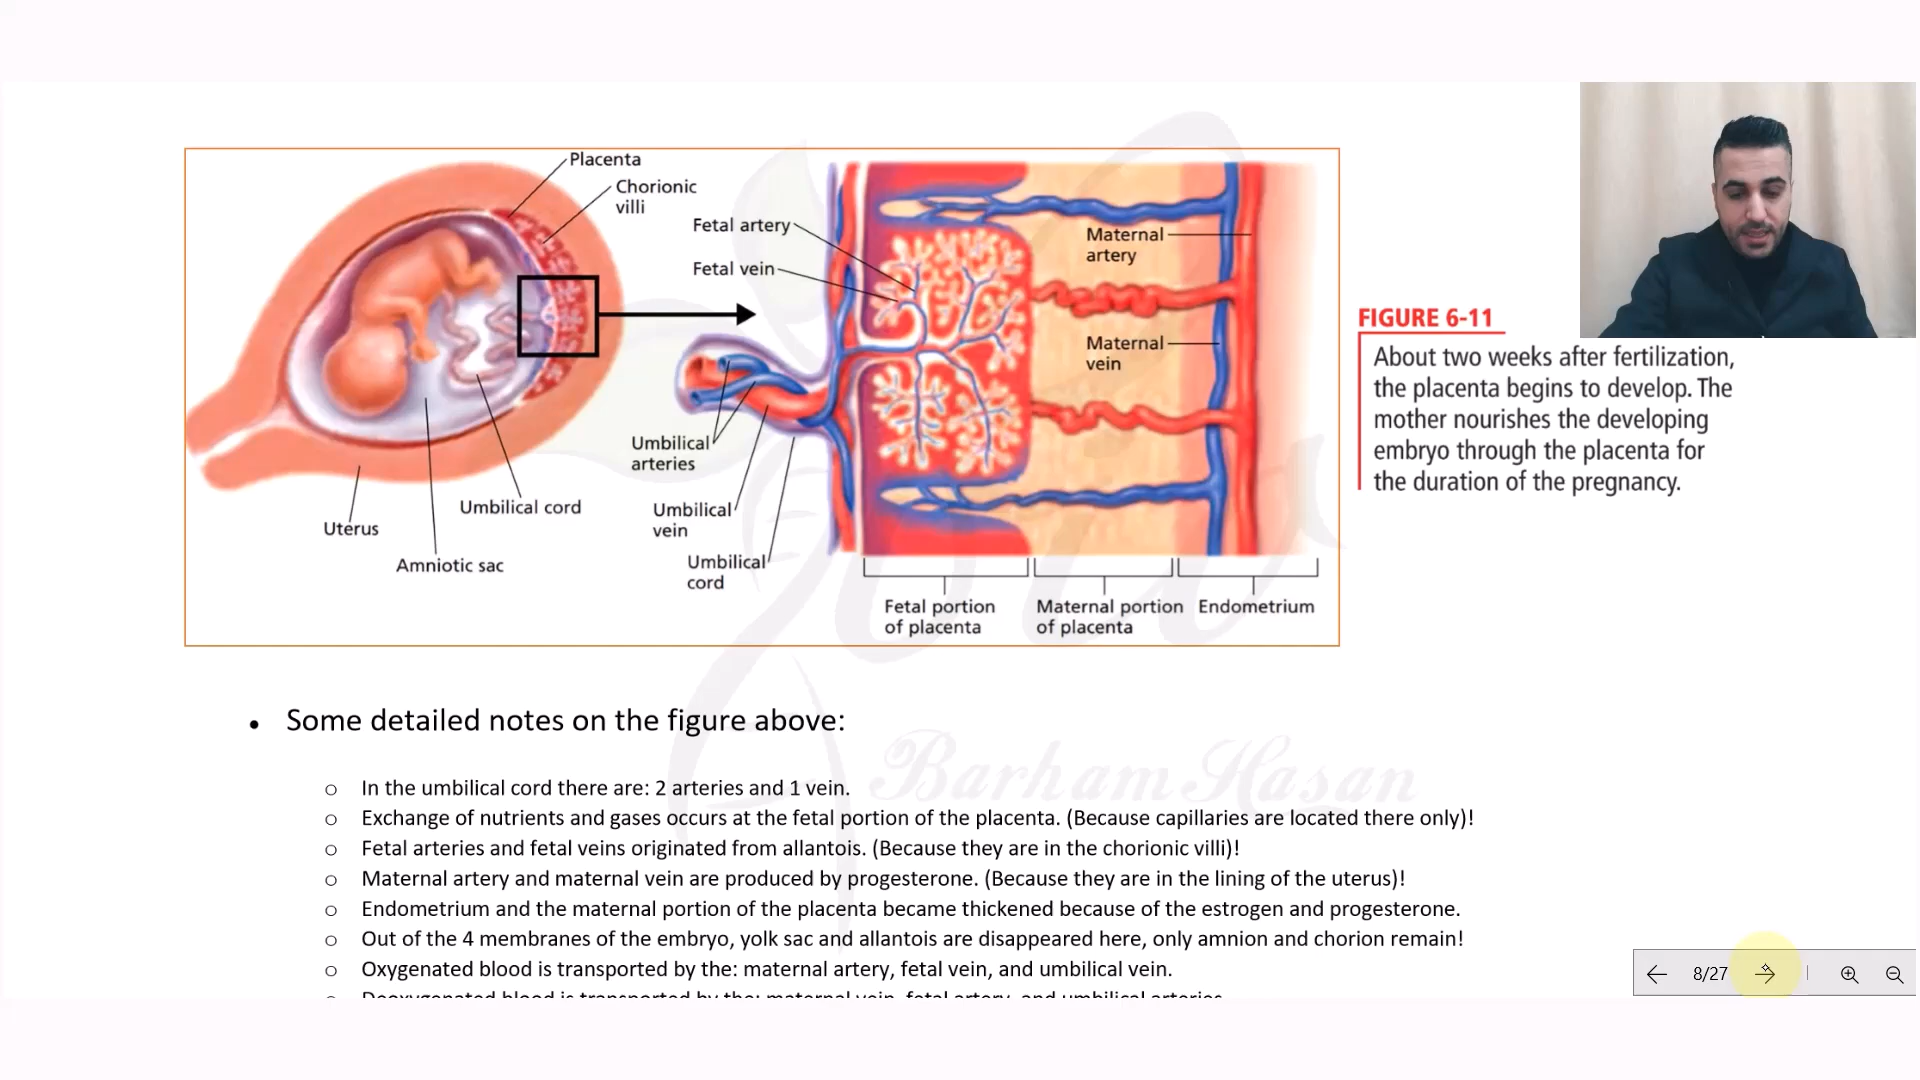 Placenta
Chorionic
villi
Fetal artery
Fetal vein
Maternal
artery
Maternal
vein
Umbilical
arteries
Umbilical
vein
Umbilical
cord
Umbilical cord
Uterus
Amniotic sac
Fetal portion
of placenta
Maternal portion
of placenta
Endometrium
FIGURE 6-11
About two weeks after fertilization,
the placenta begins to develop. The
mother nourishes the developing
embryo through the placenta for
the duration of the pregnancy.
• Some detailed notes on the figure above:
o In the umbilical cord there are: 2 arteries and 1 vein.
o Exchange of nutrients and gases occurs at the fetal portion of the placenta. (Because capillaries are located there only)!
o Fetal arteries and fetal veins originated from allantois. (Because they are in the chorionic villi)!
o Maternal artery and maternal vein are produced by progesterone. (Because they are in the lining of the uterus)!
o Endometrium and the maternal portion of the placenta became thickened because of the estrogen and progesterone.
o Out of the 4 membranes of the embryo, yolk sac and allantois are disappeared here, only amnion and chorion remain!
o Oxygenated blood is transported by the: maternal artery, fetal vein, and umbilical vein.
o Deoxygenated blood is transported by the: maternal vein, fetal artery, and umbilical arteries.
Barham Hasan
8/27